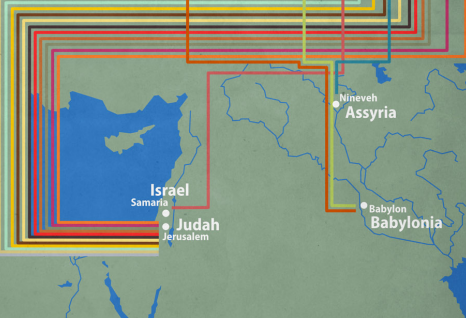 Nineveh
Assyria
Israel
Samaria
Judah
Jerusalem
Babylon
Babylonia